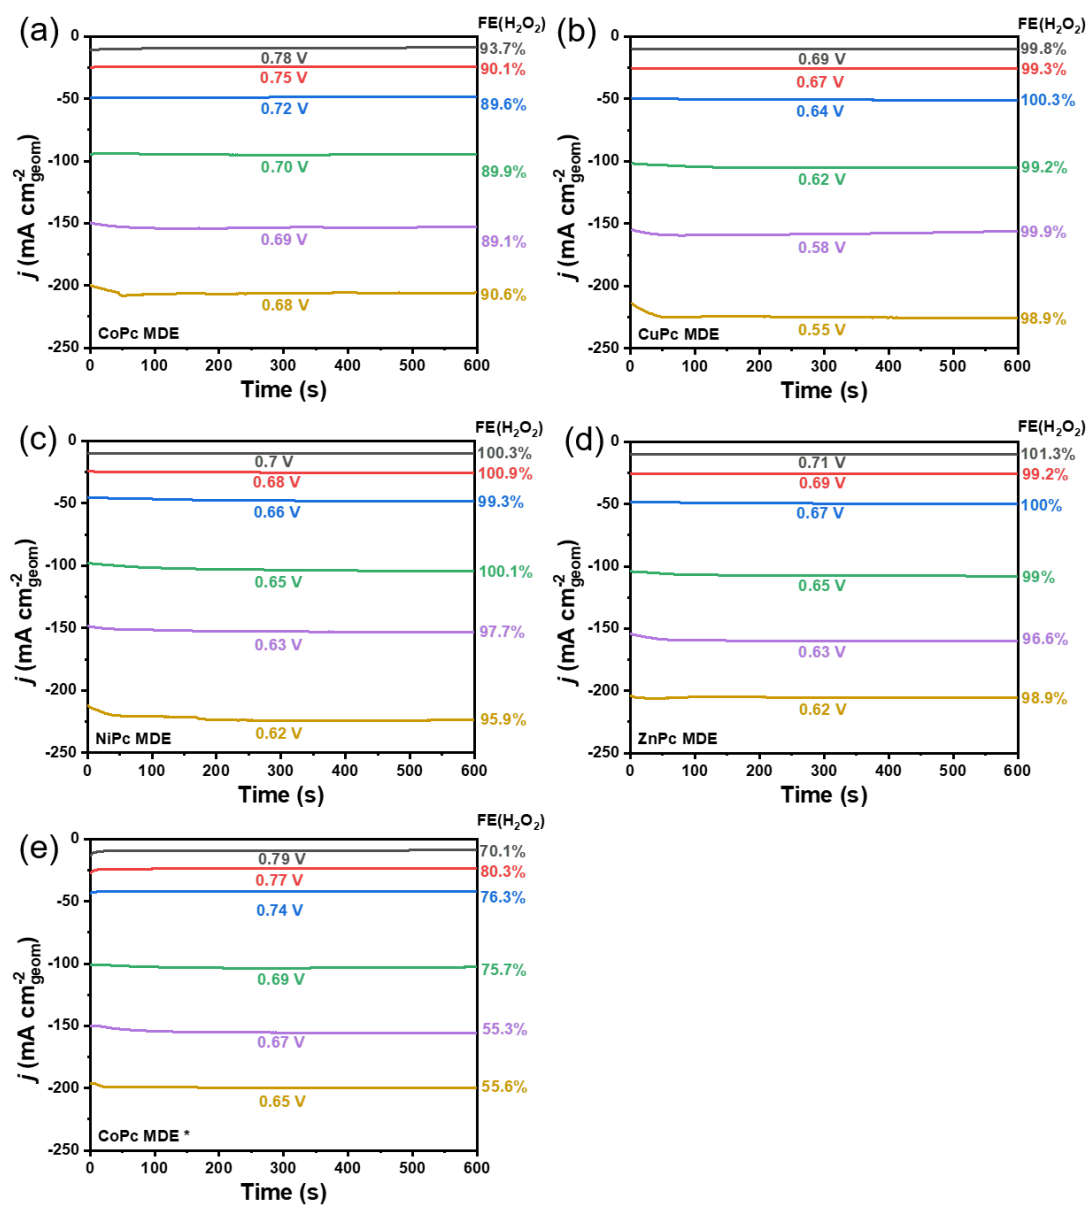 (a)
FE(H₂O₂)
0
-50
-100
-150
-200
-250
j (mA cm⁻²geom)
0.78 V
93.7%
0.75 V
90.1%
0.72 V
89.6%
0.70 V
89.9%
0.69 V
89.1%
0.68 V
90.6%
CoPc MDE
0 100 200 300 400 500 600
Time (s)
(b)
FE(H₂O₂)
0
-50
-100
-150
-200
-250
j (mA cm⁻²geom)
0.69 V
99.8%
0.67 V
99.3%
0.64 V
100.3%
0.62 V
99.2%
0.58 V
99.9%
0.55 V
98.9%
CuPc MDE
0 100 200 300 400 500 600
Time (s)
(c)
FE(H₂O₂)
0
-50
-100
-150
-200
-250
j (mA cm⁻²geom)
0.7 V
100.3%
0.68 V
100.9%
0.66 V
99.3%
0.65 V
100.1%
0.63 V
97.7%
0.62 V
95.9%
NiPc MDE
0 100 200 300 400 500 600
Time (s)
(d)
FE(H₂O₂)
0
-50
-100
-150
-200
-250
j (mA cm⁻²geom)
0.71 V
101.3%
0.69 V
99.2%
0.67 V
100%
0.65 V
99%
0.63 V
96.6%
0.62 V
98.9%
ZnPc MDE
0 100 200 300 400 500 600
Time (s)
(e)
FE(H₂O₂)
0
-50
-100
-150
-200
-250
j (mA cm⁻²geom)
0.79 V
70.1%
0.77 V
80.3%
0.74 V
76.3%
0.69 V
75.7%
0.67 V
55.3%
0.65 V
55.6%
CoPc MDE *
0 100 200 300 400 500 600
Time (s)